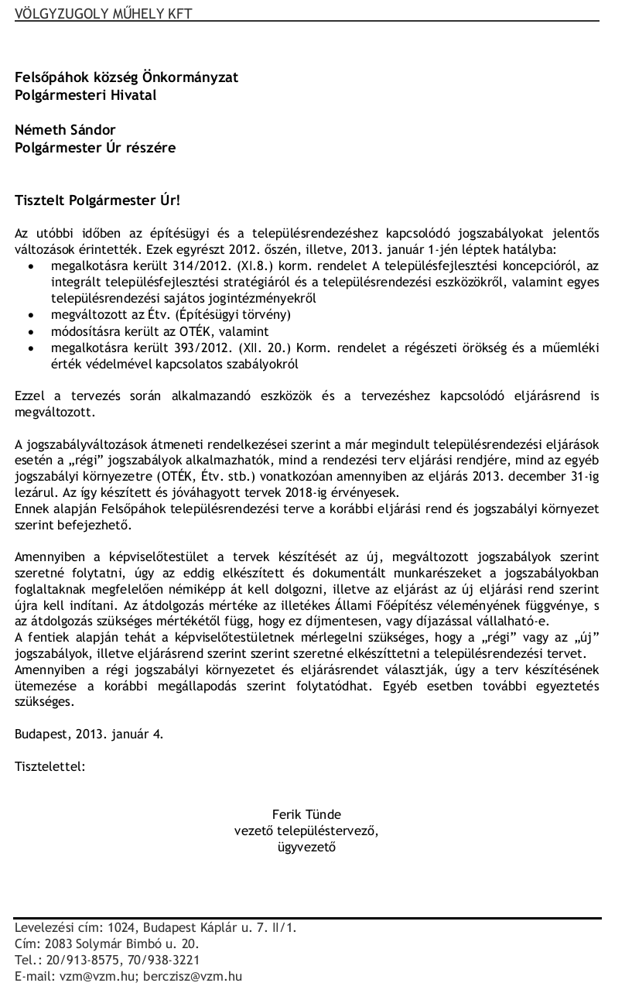 VÖLGYZUGOLY MŰHELY KFT
Felsőpáhok község Önkormányzat
Polgármesteri Hivatal
Németh Sándor
Polgármester Úr részére
Tisztelt Polgármester Úr!
Az utóbbi időben az építésügyi és a településrendezéshez kapcsolódó jogszabályokat jelentős
változások érintették. Ezek egyrészt 2012. őszén, illetve, 2013. január 1-jén léptek hatályba:
• megalkotásra került 314/2012. (XI.8.) korm. rendelet A településfejlesztési koncepcióról, az
integrált településfejlesztési stratégiáról és a településrendezési eszközökről, valamint egyes
településrendezési sajátos jogintézményekről
• megváltozott az Étv. (Építésügyi törvény)
• módosításra került az OTÉK, valamint
• megalkotásra került 393/2012. (XII. 20.) Korm. rendelet a régészeti örökség és a műemléki
érték védelmével kapcsolatos szabályokról
Ezzel a tervezés során alkalmazandó eszközök és a tervezéshez kapcsolódó eljárásrend is
megváltozott.
A jogszabályváltozások átmeneti rendelkezései szerint a már megindult településrendezési eljárások
esetén a „régi” jogszabályok alkalmazhatók, mind a rendezési terv eljárási rendjére, mind az egyéb
jogszabályi környezetre (OTÉK, Étv. stb.) vonatkozóan amennyiben az eljárás 2013. december 31-ig
lezárul. Az így készített és jóváhagyott tervek 2018-ig érvényesek.
Ennek alapján Felsőpáhok településrendezési terve a korábbi eljárási rend és jogszabályi környezet
szerint befejezhető.
Amennyiben a képviselőtestület a tervek készítését az új, megváltozott jogszabályok szerint
szeretné folytatni, úgy az eddig elkészített és dokumentált munkarészeket a jogszabályokban
foglaltaknak megfelelően némiképp át kell dolgozni, illetve az eljárást az új eljárási rend szerint
újra kell indítani. Az átdolgozás mértéke az illetékes Állami Főépítész véleményének függvénye, s
az átdolgozás szükséges mértékétől függ, hogy ez díjmentesen, vagy díjazással vállalható-e.
A fentiek alapján tehát a képviselőtestületnek mérlegelni szükséges, hogy a „régi” vagy az „új”
jogszabályok, illetve eljárásrend szerint szerint szeretné elkészíttetni a településrendezési tervet.
Amennyiben a régi jogszabályi környezetet és eljárásrendet választják, úgy a terv készítésének
ütemezése a korábbi megállapodás szerint folytatódhat. Egyéb esetben további egyeztetés
szükséges.
Budapest, 2013. január 4.
Tisztelettel:
Ferik Tünde
vezető településtervező,
ügyvezető
Levelezési cím: 1024, Budapest Káplár u. 7. II/1.
Cím: 2083 Solymár Bimbó u. 20.
Tel.: 20/913-8575, 70/938-3221
E-mail: vzm@vzm.hu; berczisz@vzm.hu